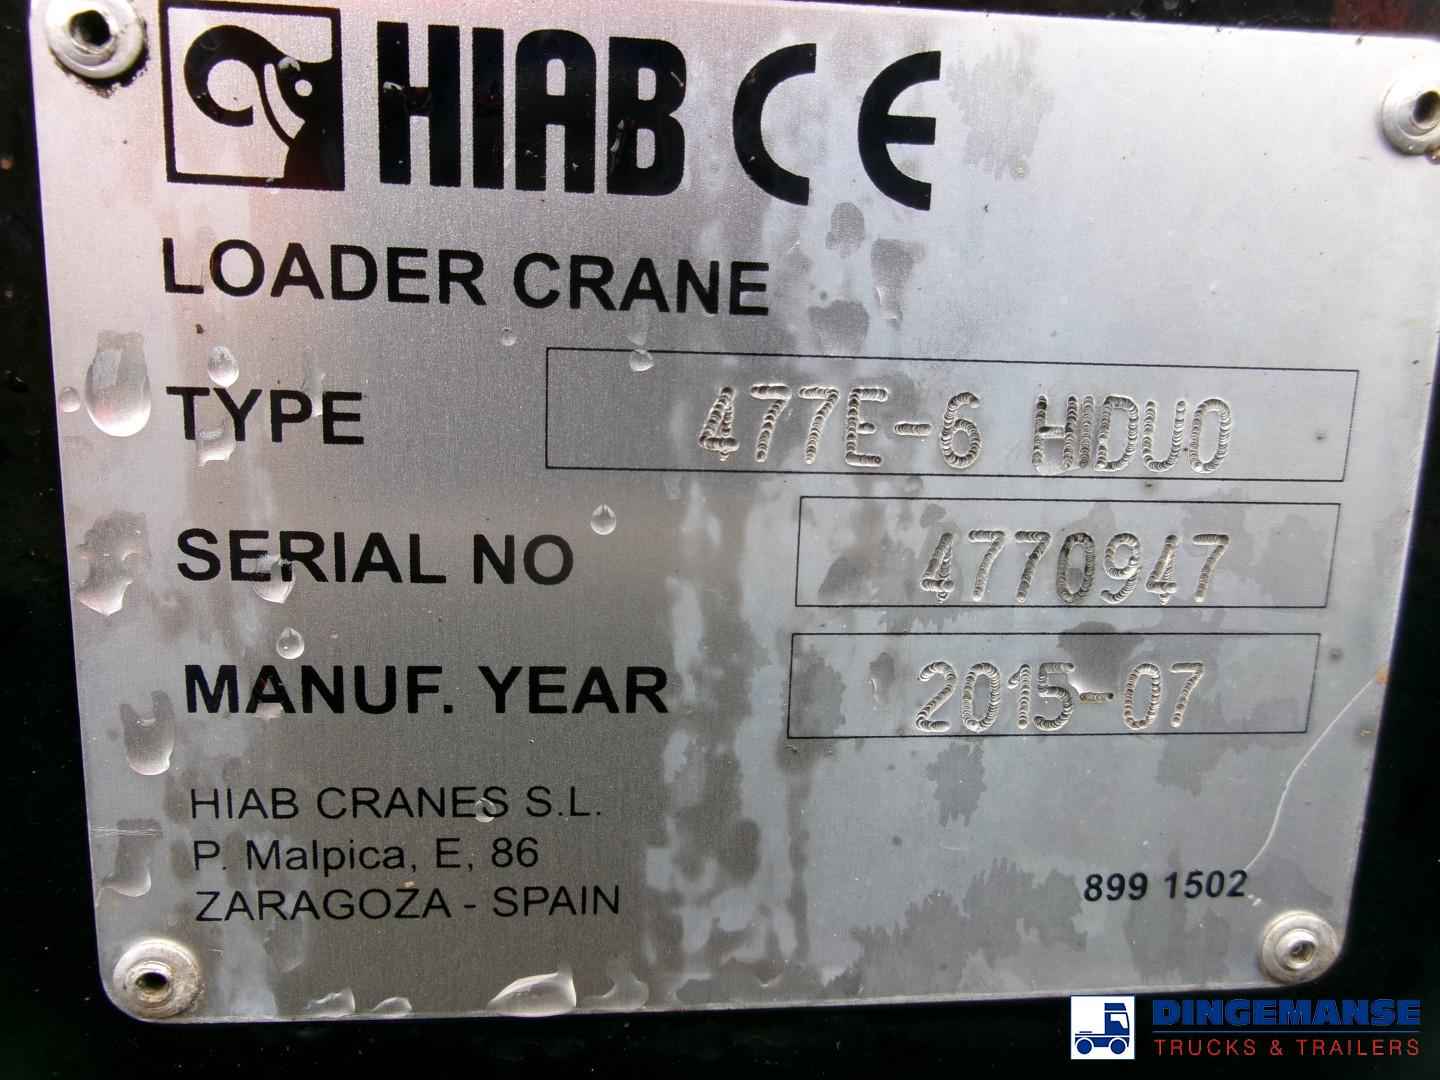 HIAB CE
LOADER CRANE
TYPE 477E-6 HIDUO
SERIAL NO 4770947
MANUF. YEAR 2015-07
HIAB CRANES S.L.
P. Malpica, E, 86
ZARAGOZA - SPAIN
899 1502
DINGEMANSE
TRUCKS & TRAILERS